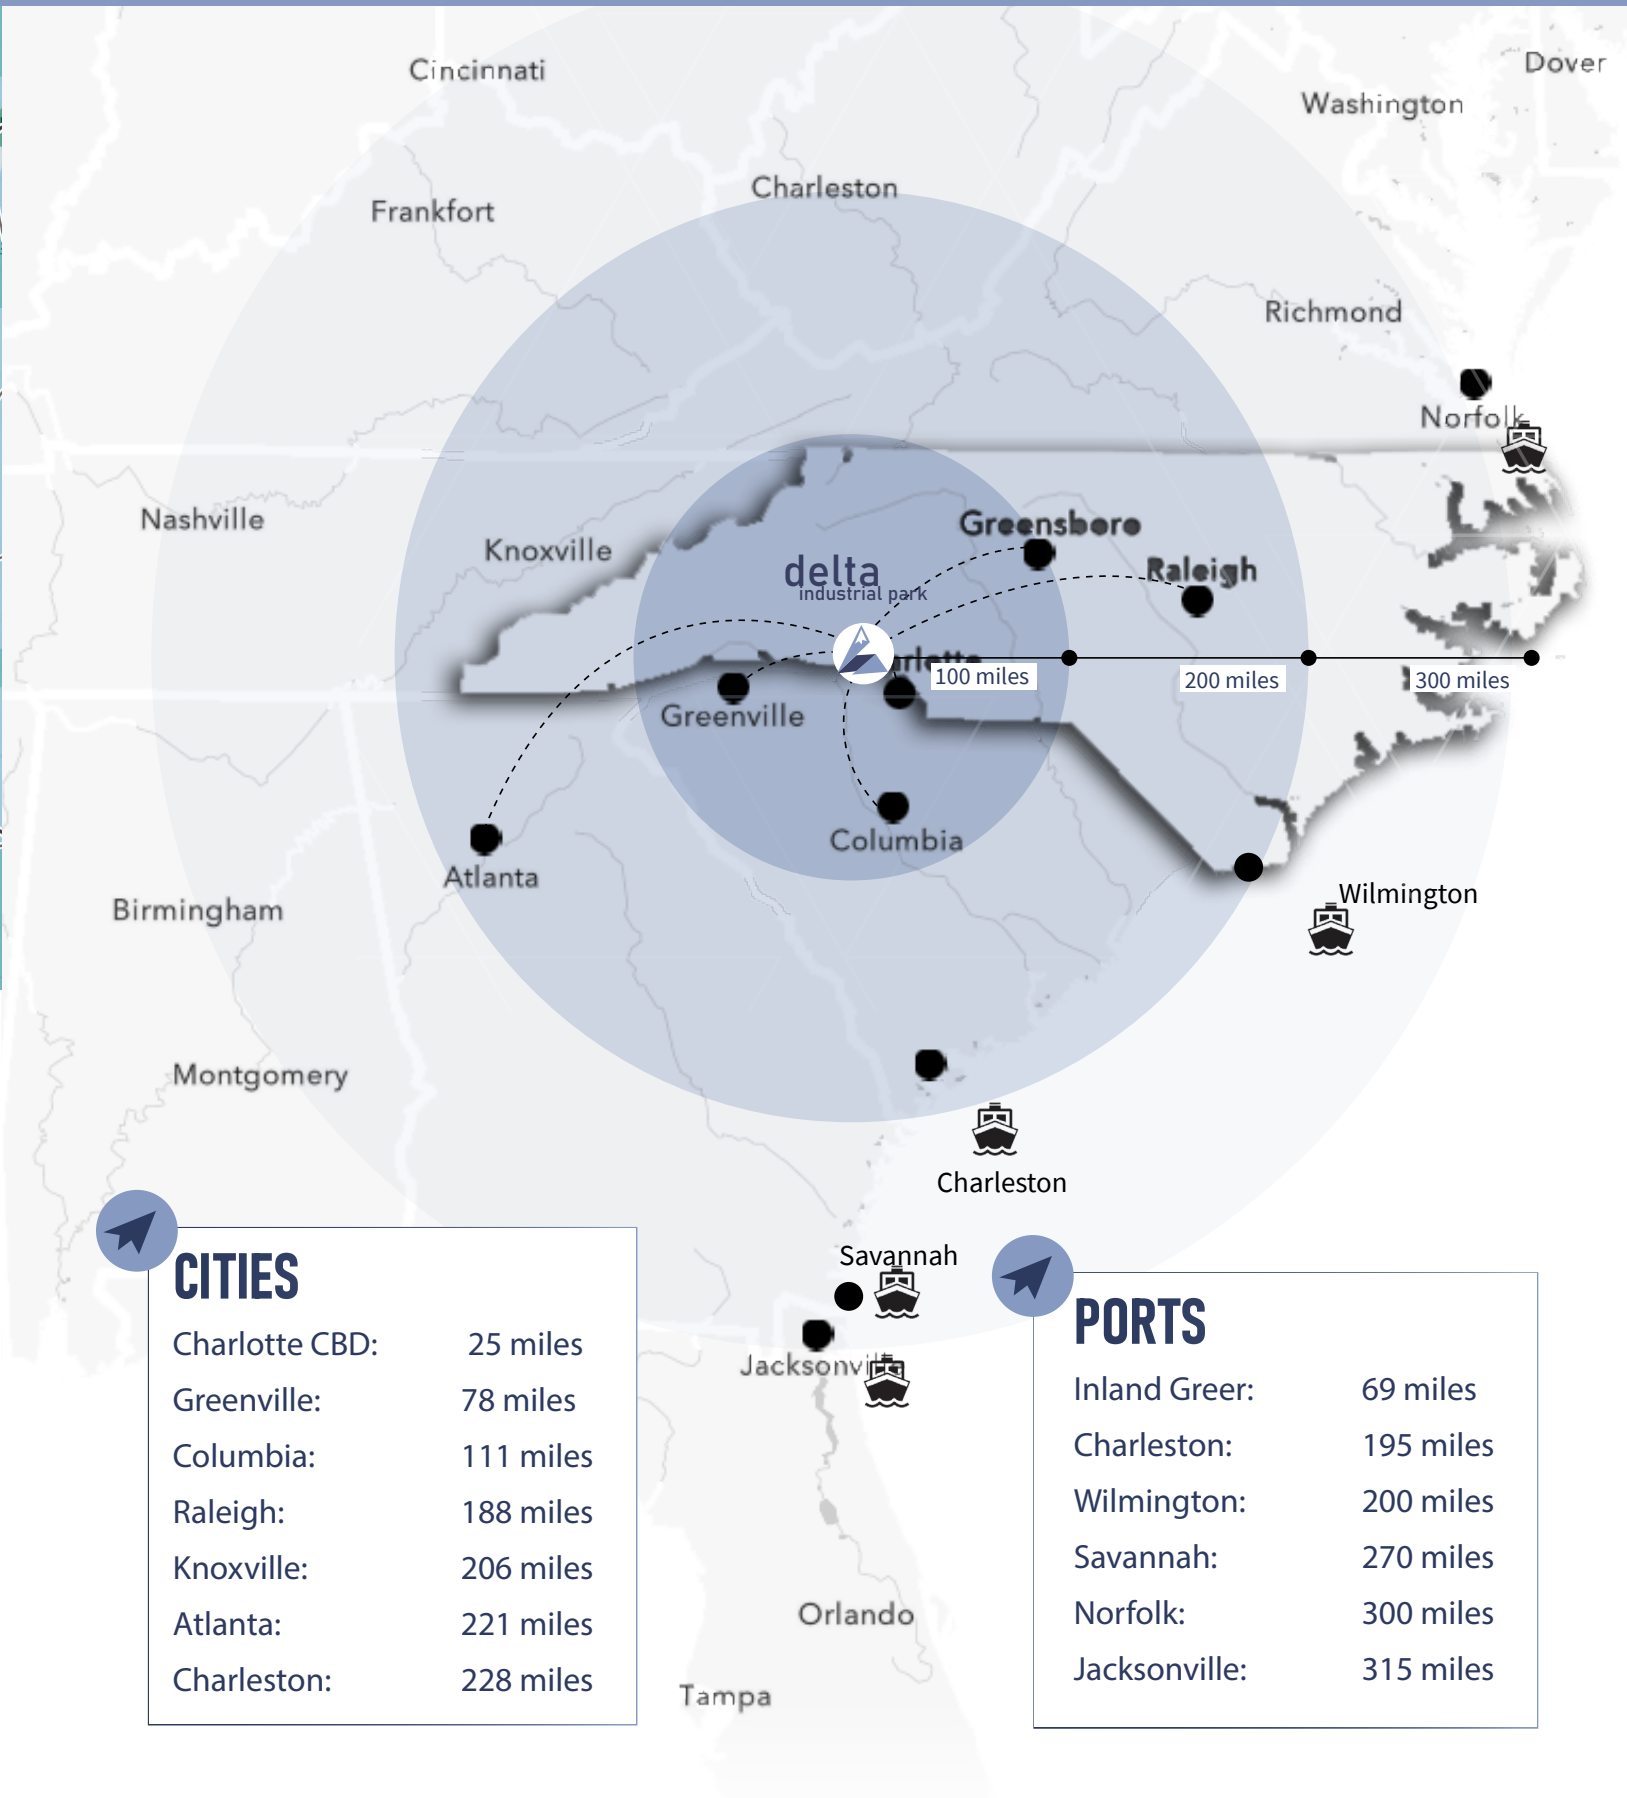 Cincinnati
Dover
Washington
Charleston
Frankfort
Richmond
Norfolk
Nashville
Greensboro
Knoxville
delta
Raleigh
industrial park
100 miles
200 miles
300 miles
Greenville
Columbia
Atlanta
Wilmington
Birmingham
Montgomery
Charleston
Savannah
CITIES
Charlotte CBD: 25 miles
Greenville: 78 miles
Columbia: 111 miles
Raleigh: 188 miles
Knoxville: 206 miles
Atlanta: 221 miles
Charleston: 228 miles
PORTS
Inland Greer: 69 miles
Charleston: 195 miles
Wilmington: 200 miles
Savannah: 270 miles
Norfolk: 300 miles
Jacksonville: 315 miles
Jacksonville
Orlando
Tampa